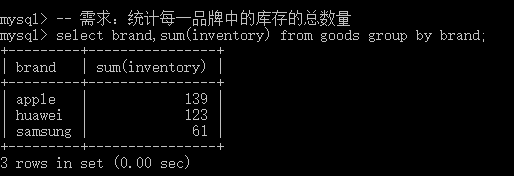 mysql> -- 需求：统计每一品牌中的库存的总数量
mysql> select brand,sum(inventory) from goods group by brand;
+---------+----------------+
| brand   | sum(inventory) |
+---------+----------------+
| apple   |            139 |
| huawei  |            123 |
| samsung |             61 |
+---------+----------------+
3 rows in set (0.00 sec)